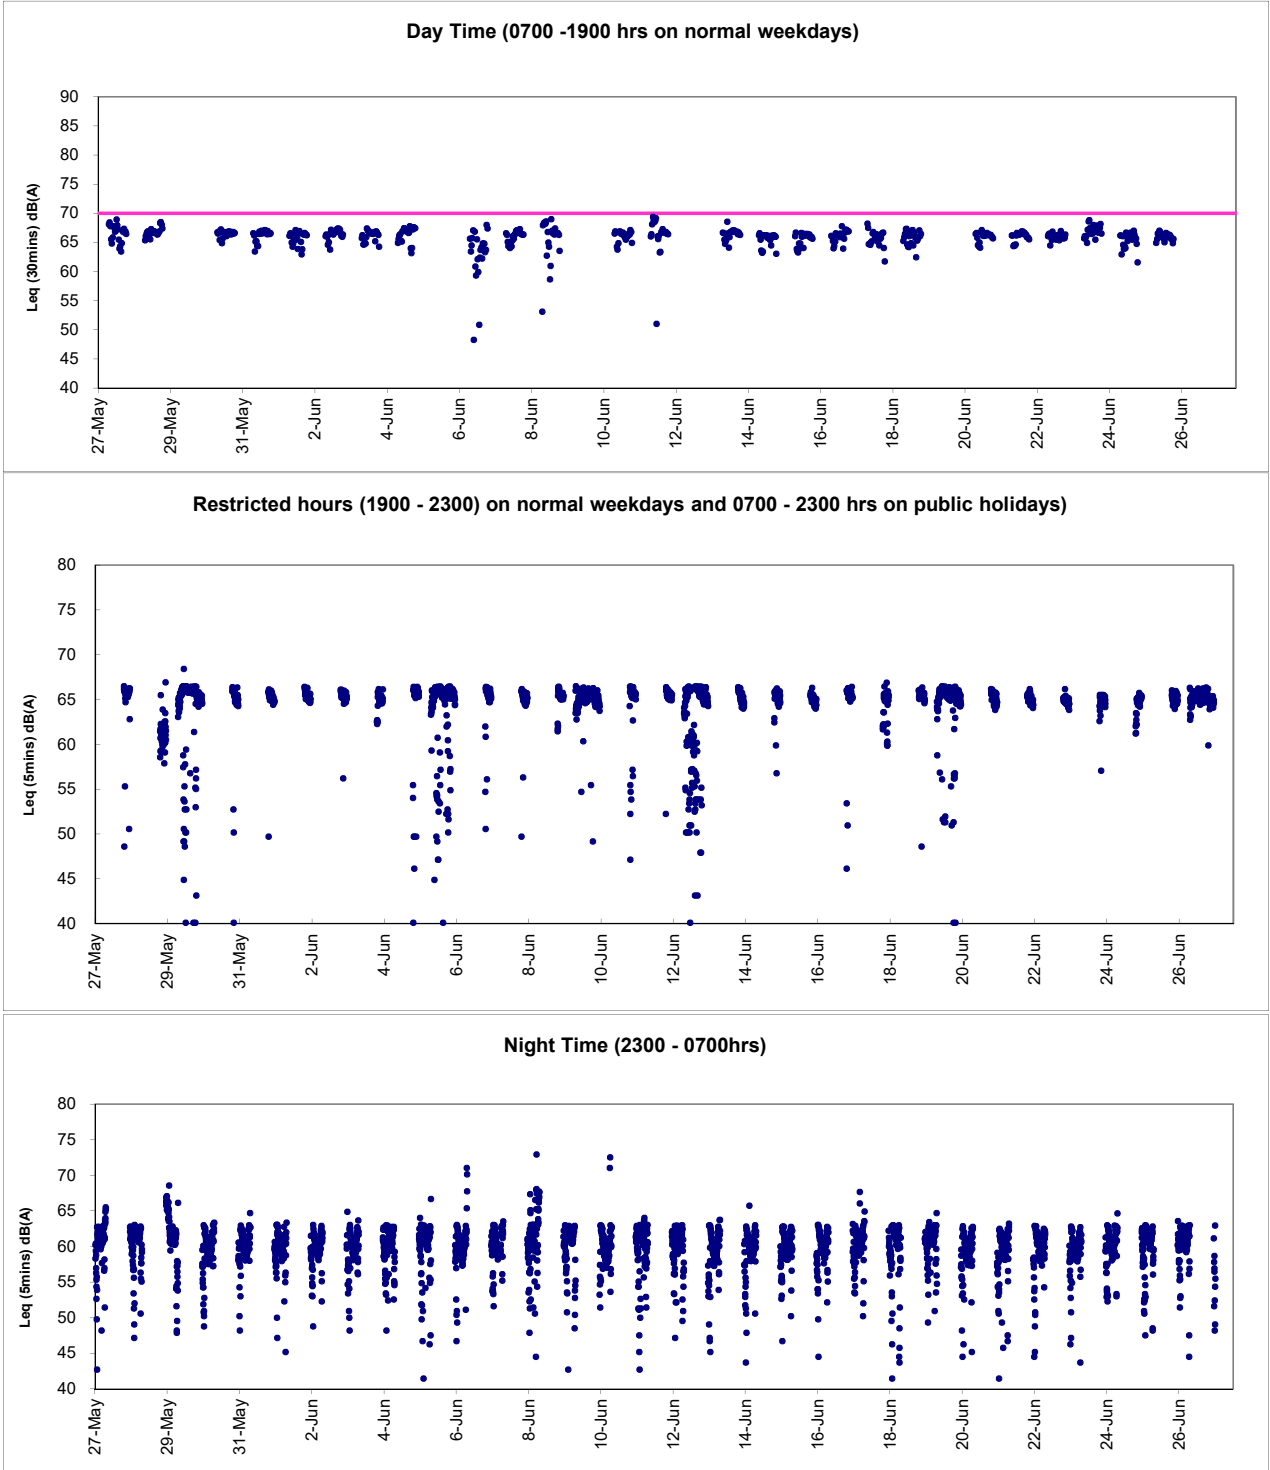 Day Time (0700 -1900 hrs on normal weekdays)
Leq (30mins) dB(A)
90
85
80
75
70
65
60
55
50
45
40
27-May
29-May
31-May
2-Jun
4-Jun
6-Jun
8-Jun
10-Jun
12-Jun
14-Jun
16-Jun
18-Jun
20-Jun
22-Jun
24-Jun
26-Jun
Restricted hours (1900 - 2300) on normal weekdays and 0700 - 2300 hrs on public holidays)
Leq (5mins) dB(A)
80
75
70
65
60
55
50
45
40
27-May
29-May
31-May
2-Jun
4-Jun
6-Jun
8-Jun
10-Jun
12-Jun
14-Jun
16-Jun
18-Jun
20-Jun
22-Jun
24-Jun
26-Jun
Night Time (2300 - 0700hrs)
Leq (5mins) dB(A)
80
75
70
65
60
55
50
45
40
27-May
29-May
31-May
2-Jun
4-Jun
6-Jun
8-Jun
10-Jun
12-Jun
14-Jun
16-Jun
18-Jun
20-Jun
22-Jun
24-Jun
26-Jun